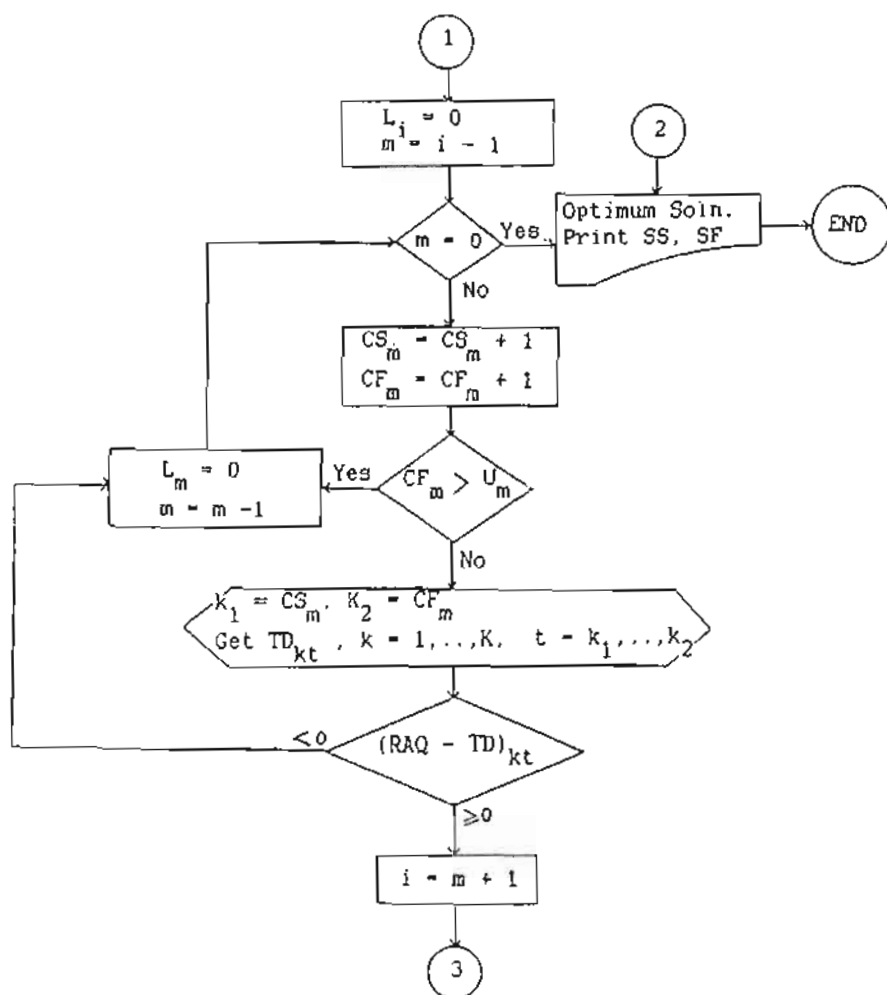 1
L_i = 0
m = i - 1
2
m = 0
Yes
Optimum Soln.
Print SS, SF
END
No
CS_m = CS_m + 1
CF_m = CF_m + 1
L_m = 0
m = m -1
Yes
CF_m > U_m
No
k_1 = CS_m, K_2 = CF_m
Get TD_kt , k = 1,..,K, t = k_1,..,k_2
<0
(RAQ - TD)_kt
≥0
i = m + 1
3